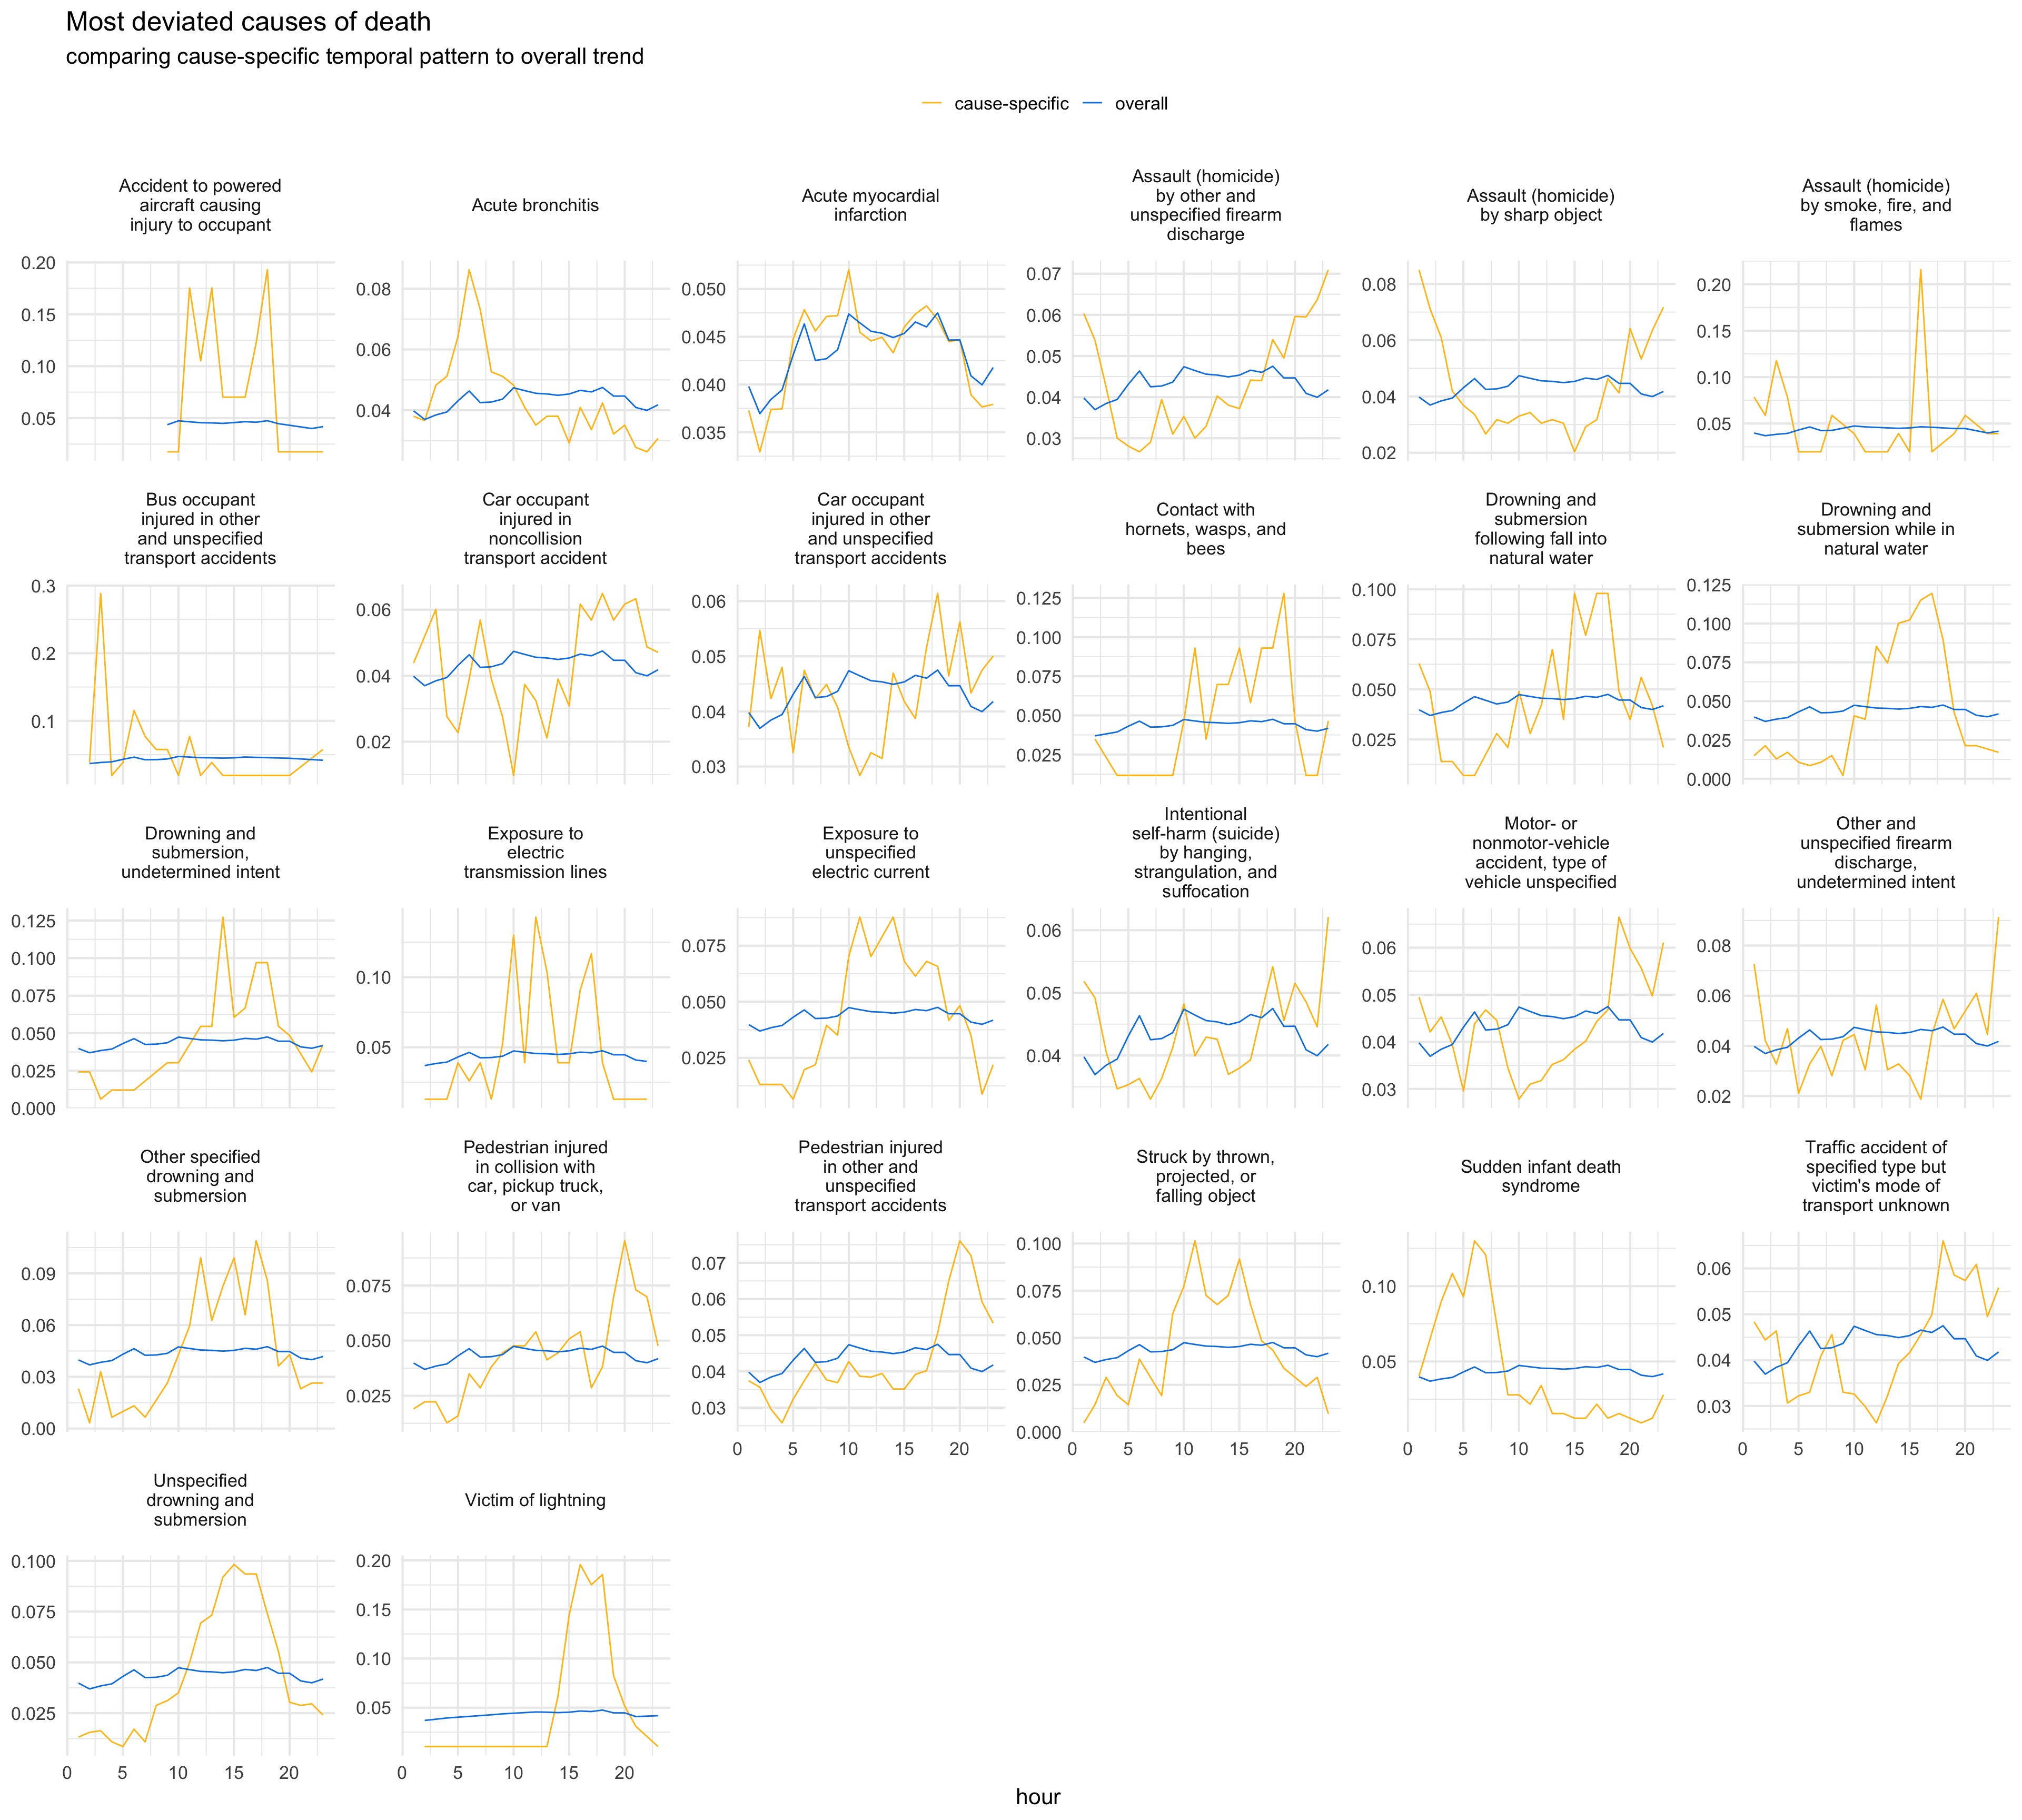 Most deviated causes of death
comparing cause-specific temporal pattern to overall trend
cause-specific
overall
Accident to powered
aircraft causing
injury to occupant
0.20
0.15
0.10
0.05
Acute bronchitis
0.08
0.06
0.04
Acute myocardial
infarction
0.050
0.045
0.040
0.035
Assault (homicide)
by other and
unspecified firearm
discharge
0.07
0.06
0.05
0.04
0.03
Assault (homicide)
by sharp object
0.08
0.06
0.04
0.02
Assault (homicide)
by smoke, fire, and
flames
0.20
0.15
0.10
0.05
Bus occupant
injured in other
and unspecified
transport accidents
0.3
0.2
0.1
Car occupant
injured in
noncollision
transport accident
0.06
0.04
0.02
Car occupant
injured in other
and unspecified
transport accidents
0.06
0.05
0.04
0.03
Contact with
hornets, wasps, and
bees
0.125
0.100
0.075
0.050
0.025
Drowning and
submersion
following fall into
natural water
0.100
0.075
0.050
0.025
Drowning and
submersion while in
natural water
0.125
0.100
0.075
0.050
0.025
0.000
Drowning and
submersion,
undetermined intent
0.125
0.100
0.075
0.050
0.025
0.000
Exposure to
electric
transmission lines
0.10
0.05
Exposure to
unspecified
electric current
0.075
0.050
0.025
Intentional
self-harm (suicide)
by hanging,
strangulation, and
suffocation
0.06
0.05
0.04
Motor- or
nonmotor-vehicle
accident, type of
vehicle unspecified
0.06
0.05
0.04
0.03
Other and
unspecified firearm
discharge,
undetermined intent
0.08
0.06
0.04
0.02
Other specified
drowning and
submersion
0.09
0.06
0.03
0.00
Pedestrian injured
in collision with
car, pickup truck,
or van
0.075
0.050
0.025
Pedestrian injured
in other and
unspecified
transport accidents
0.07
0.06
0.05
0.04
0.03
0 5 10 15 20
Struck by thrown,
projected, or
falling object
0.100
0.075
0.050
0.025
0.000
0 5 10 15 20
Sudden infant death
syndrome
0.10
0.05
0 5 10 15 20
Traffic accident of
specified type but
victim's mode of
transport unknown
0.06
0.05
0.04
0.03
0 5 10 15 20
Unspecified
drowning and
submersion
0.100
0.075
0.050
0.025
0 5 10 15 20
Victim of lightning
0.20
0.15
0.10
0.05
0 5 10 15 20
hour